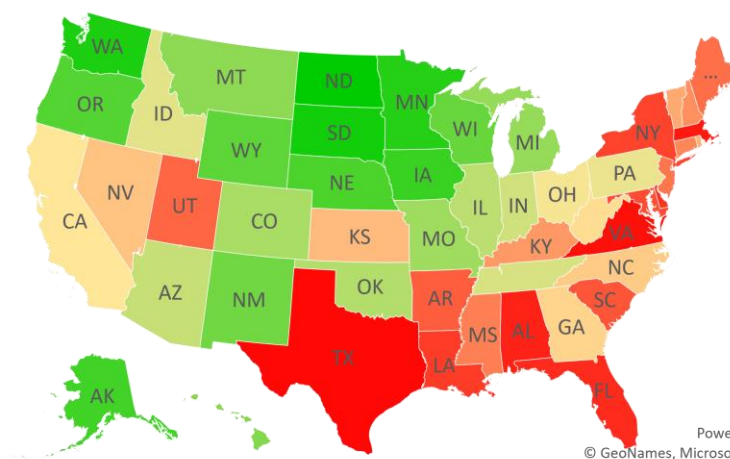 WA
MT
ND
MN
...
OR
ID
SD
WI
MI
NY
WY
IA
PA
NE
NV
UT
CO
IL
IN
OH
CA
KS
MO
KY
VA
AZ
NM
OK
AR
NC
SC
MS
AL
GA
TX
LA
AK
FL
Powe
© GeoNames, Microso